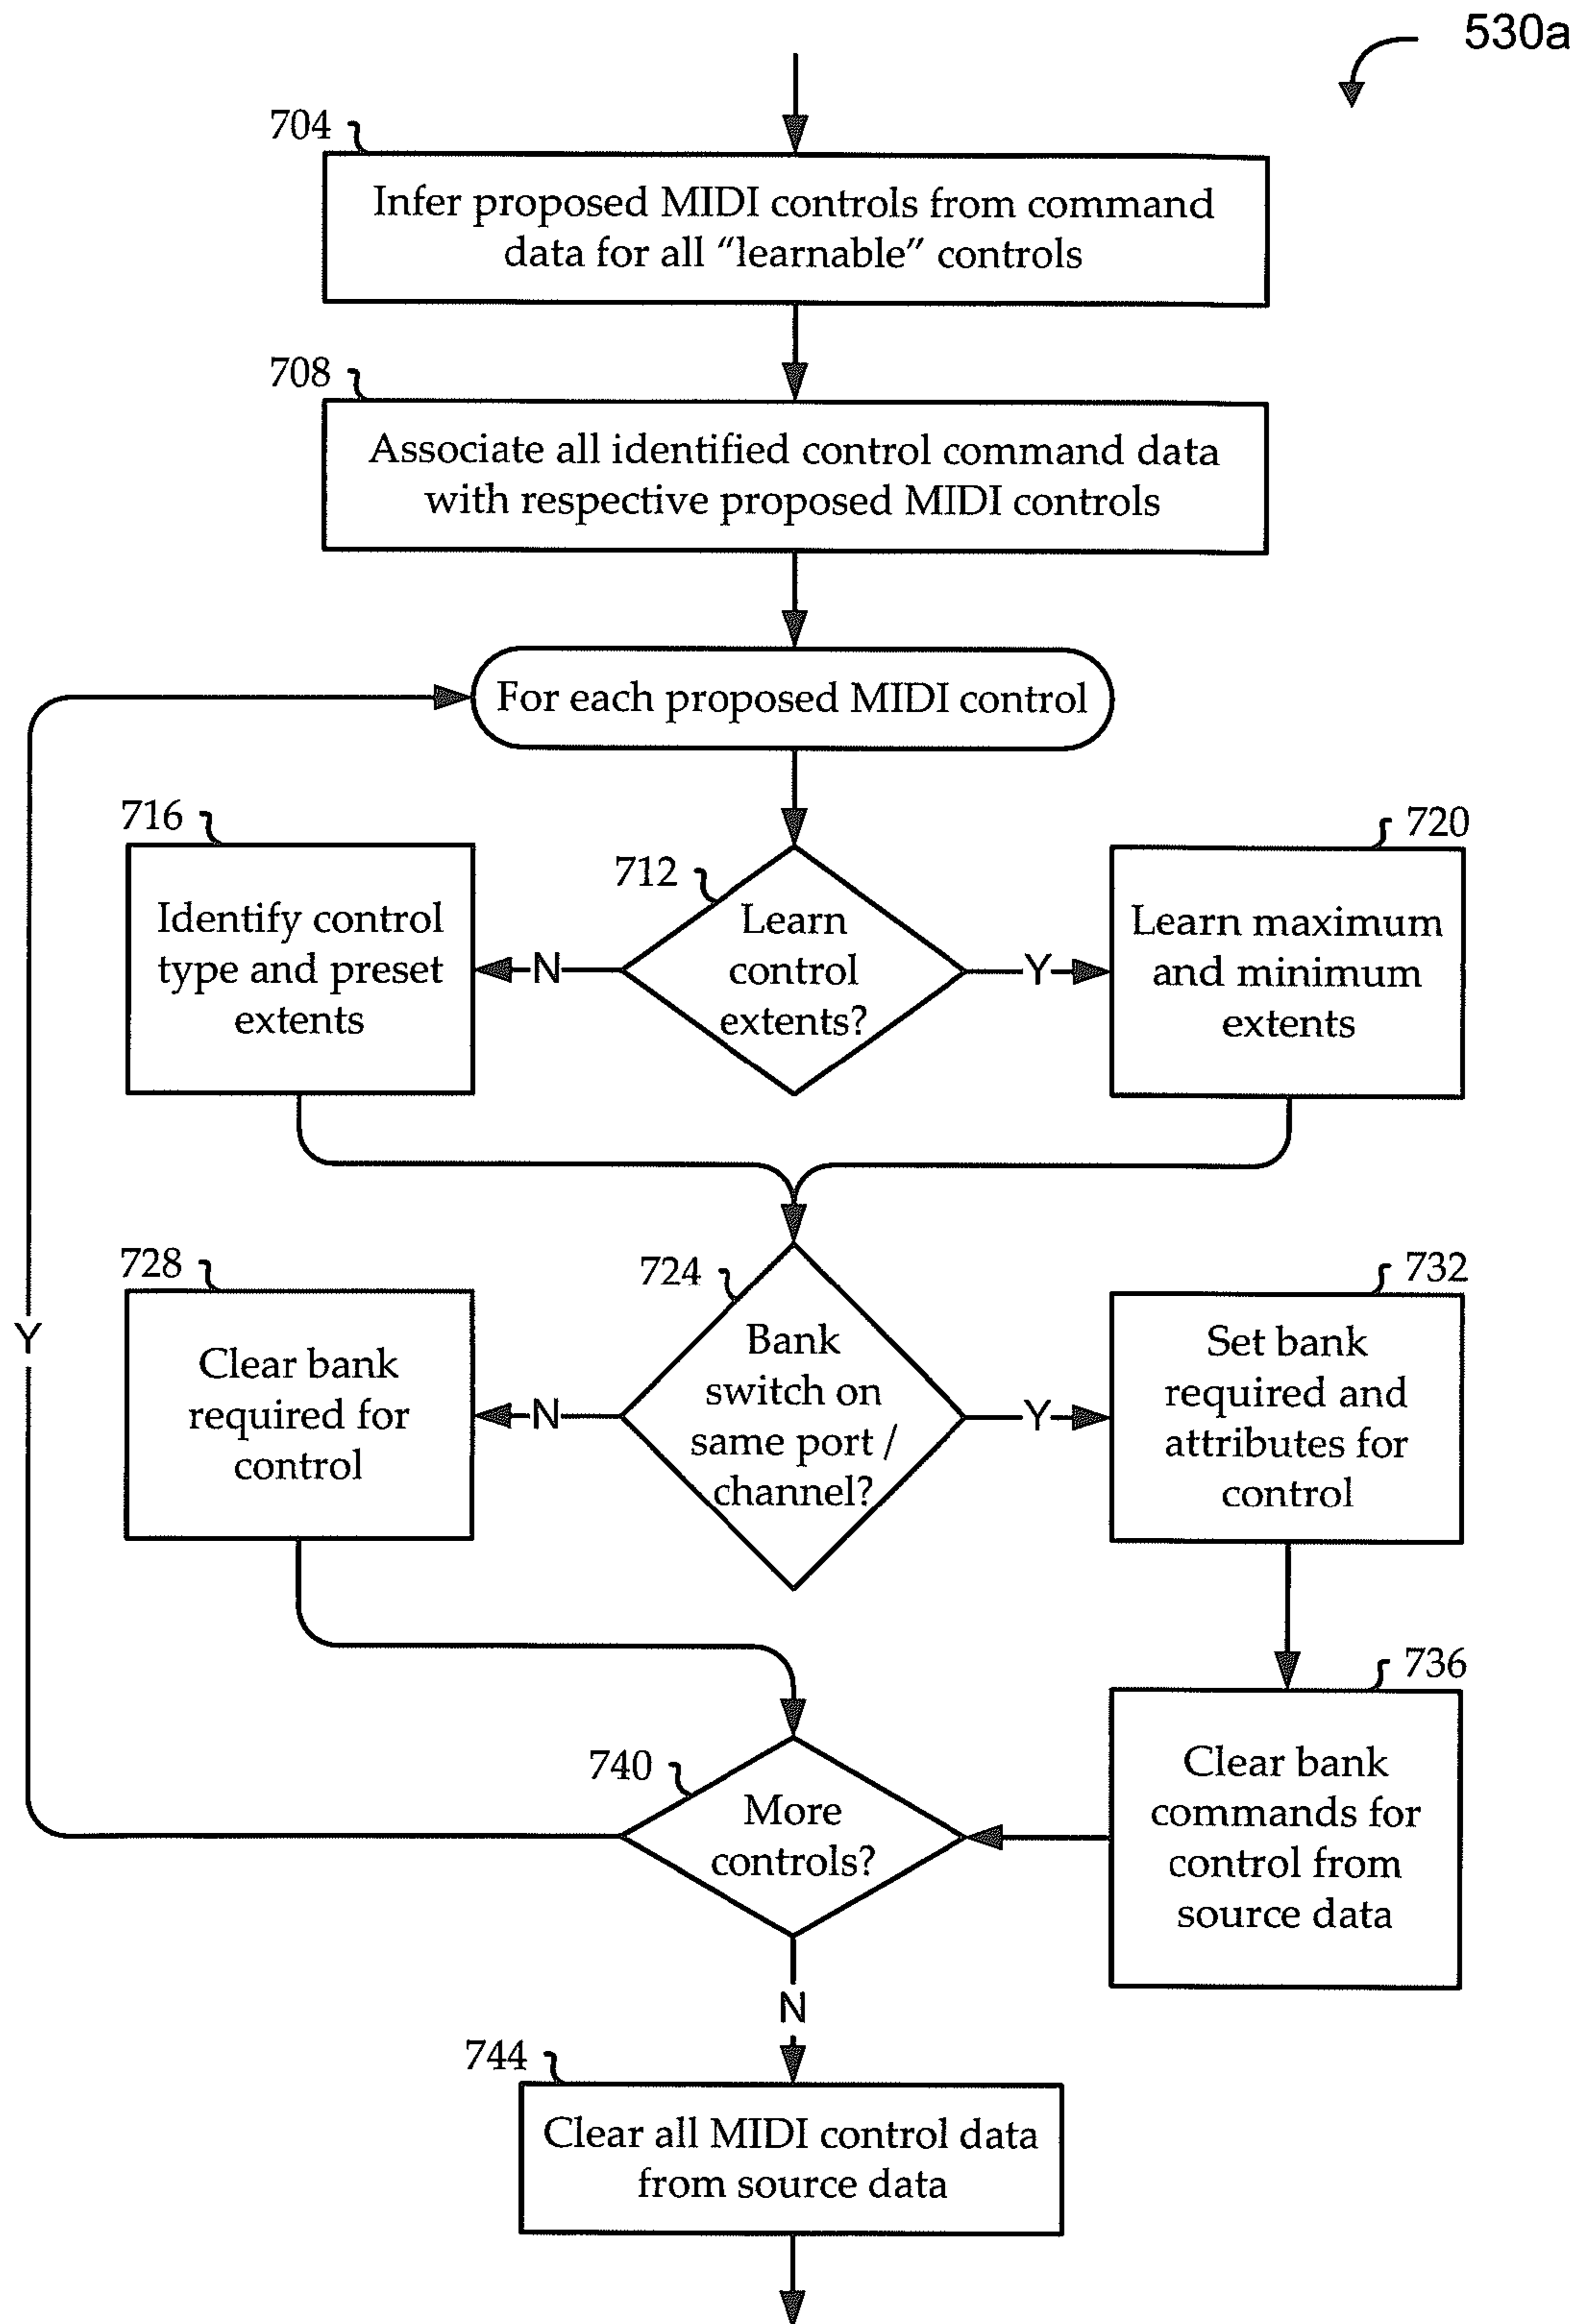 530a
704
Infer proposed MIDI controls from command
data for all “learnable” controls
708
Associate all identified control command data
with respective proposed MIDI controls
For each proposed MIDI control
716
Identify control
type and preset
extents
N
712
Learn
control
extents?
Y
720
Learn maximum
and minimum
extents
728
Clear bank
required for
control
N
724
Bank
switch on
same port /
channel?
Y
732
Set bank
required and
attributes for
control
Y
736
Clear bank
commands for
control from
source data
740
More
controls?
N
744
Clear all MIDI control data
from source data